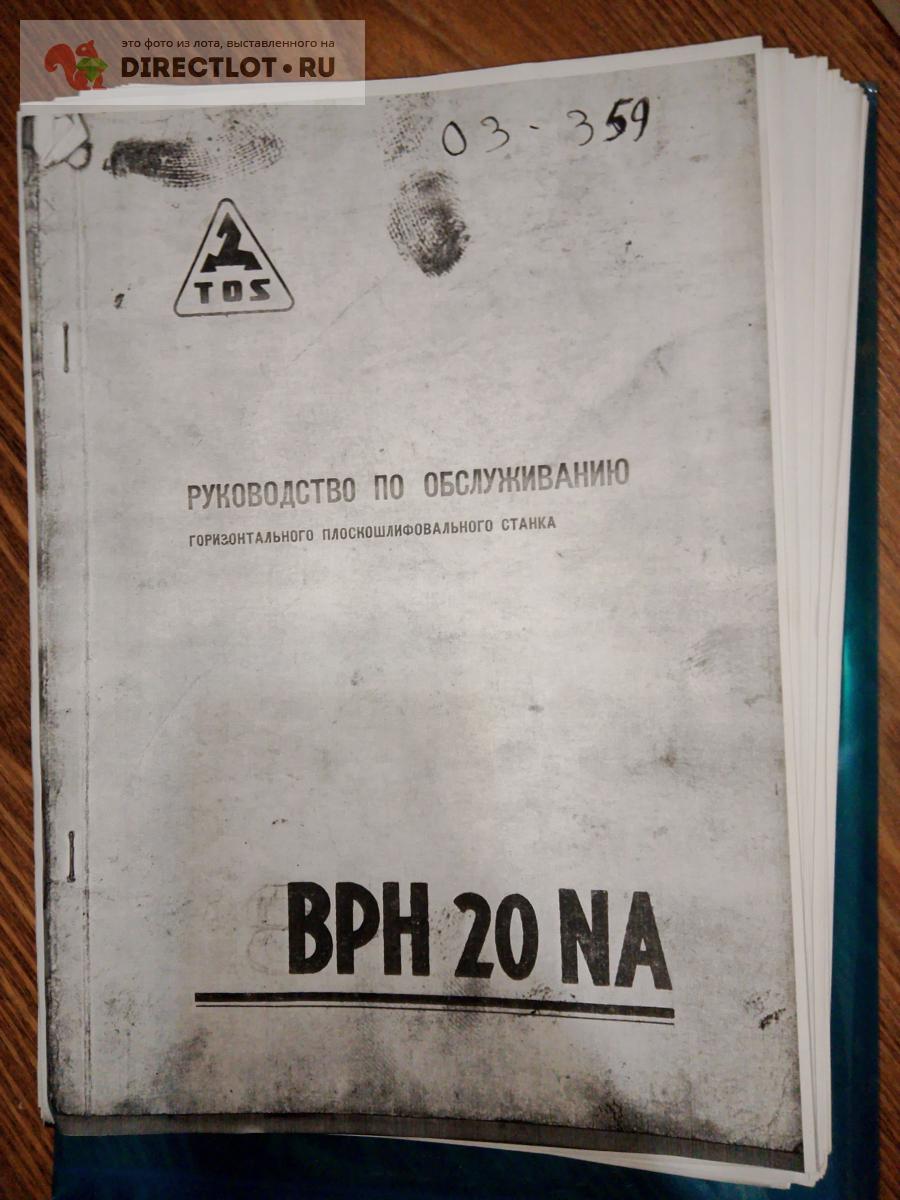 это фото из лота, выставленного на
DIRECTLOT•RU
03-359
TOS
РУКОВОДСТВО ПО ОБСЛУЖИВАНИЮ
ГОРИЗОНТАЛЬНОГО ПЛОСКОШЛИФОВАЛЬНОГО СТАНКА
BPH 20 NA